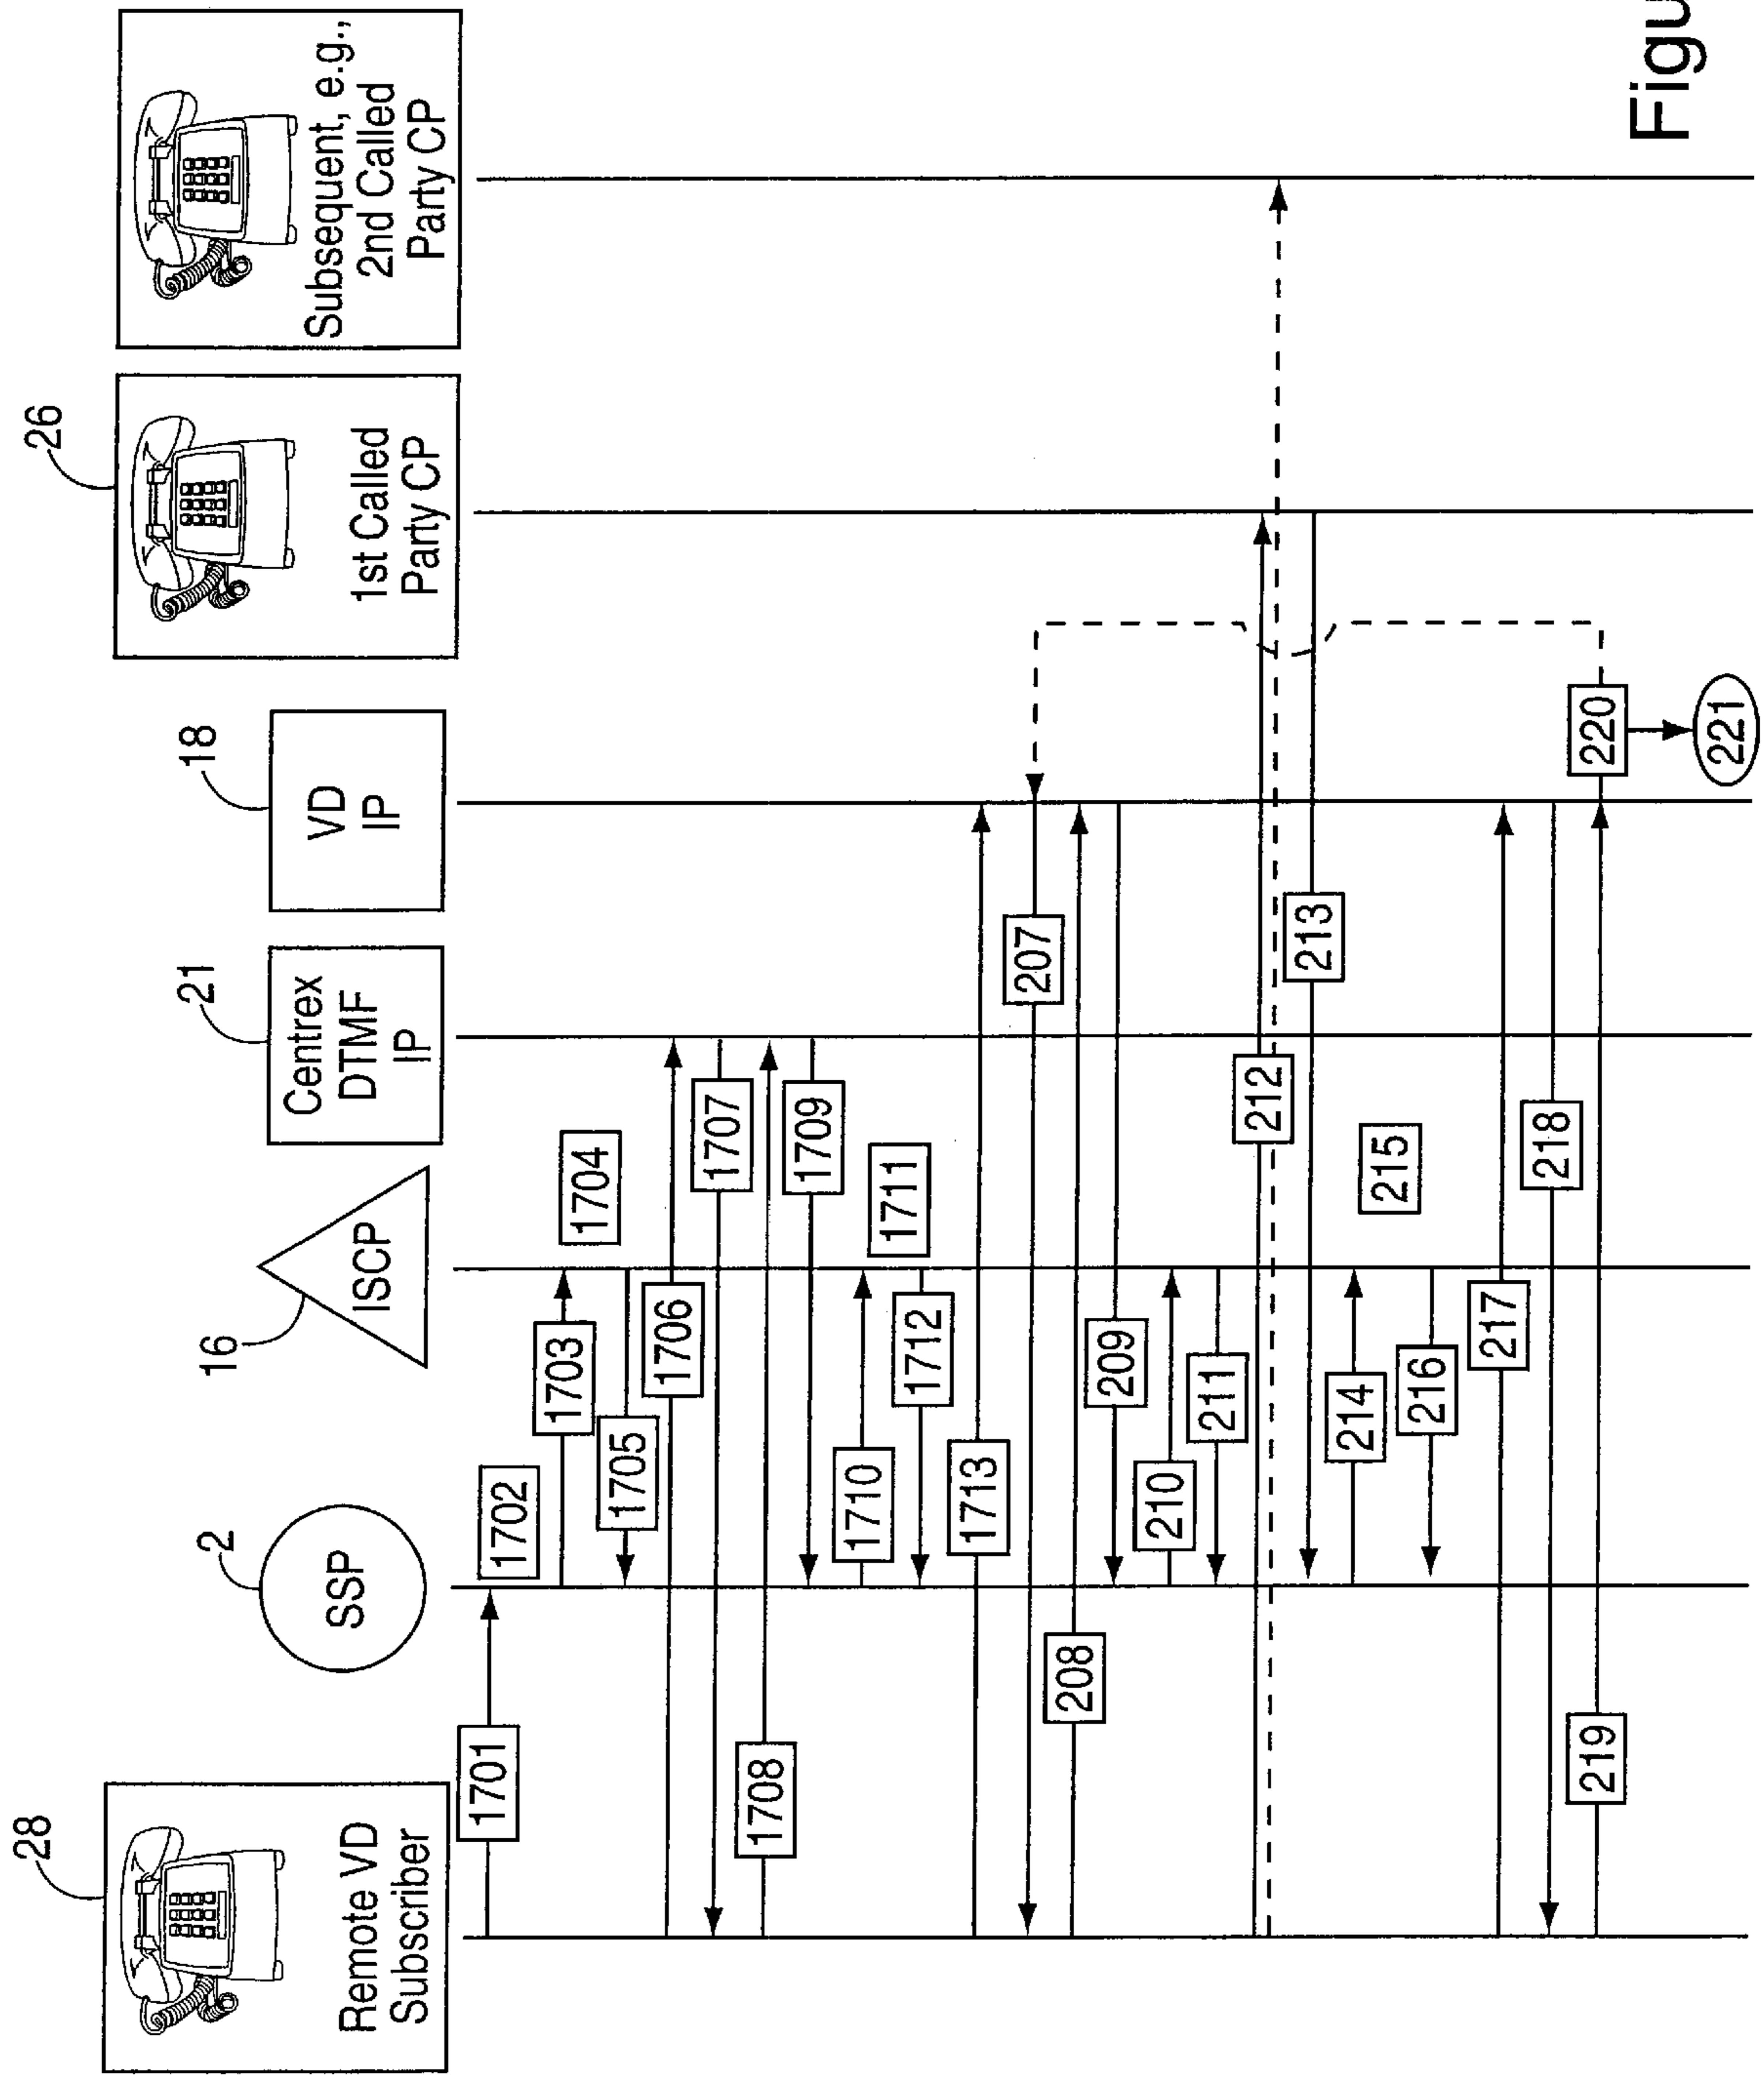 28
Remote VD
Subscriber
2
SSP
16
ISCP
21
Centrex
DTMF
IP
18
VD
IP
26
1st Called
Party CP
Subsequent, e.g.,
2nd Called
Party CP
1701
1702
1703
1704
1705
1706
1707
1708
1709
1710
1711
1712
1713
207
208
209
210
211
212
213
214
215
216
217
218
219
220
221
Figu